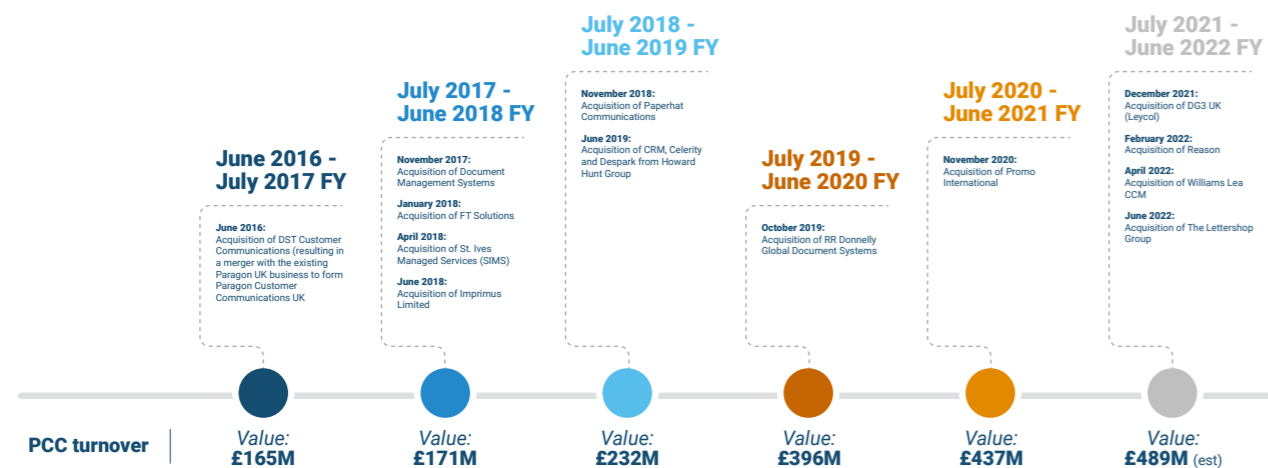 June 2016 -
July 2017 FY
June 2016:
Acquisition of DST Customer
Communications (resulting in
a merger with the existing
Paragon UK business to form
Paragon Customer
Communications UK
July 2017 -
June 2018 FY
November 2017:
Acquisition of Document
Management Systems
January 2018:
Acquisition of FT Solutions
April 2018:
Acquisition of St. Ives
Managed Services (SIMS)
June 2018:
Acquisition of Imprimus
Limited
July 2018 -
June 2019 FY
November 2018:
Acquisition of Paperhat
Communications
June 2019:
Acquisition of CRM, Celerity
and Despark from Howard
Hunt Group
July 2019 -
June 2020 FY
October 2019:
Acquisition of RR Donnelly
Global Document Systems
July 2020 -
June 2021 FY
November 2020:
Acquisition of Promo
International
July 2021 -
June 2022 FY
December 2021:
Acquisition of DG3 UK
(Leycol)
February 2022:
Acquisition of Reason
April 2022:
Acquisition of Williams Lea
CCM
June 2022:
Acquisition of The Lettershop
Group
PCC turnover
Value:
£165M
Value:
£171M
Value:
£232M
Value:
£396M
Value:
£437M
Value:
£489M (est)